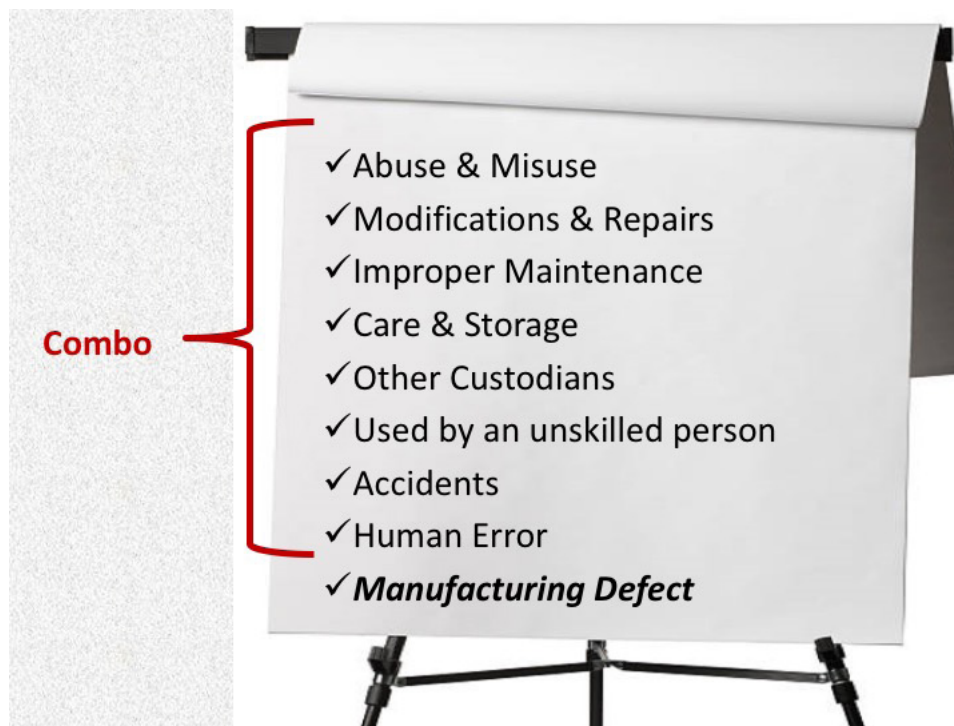 ✓Abuse & Misuse
✓Modifications & Repairs
✓Improper Maintenance
Combo
✓Care & Storage
✓Other Custodians
✓Used by an unskilled person
✓Accidents
✓Human Error
✓Manufacturing Defect